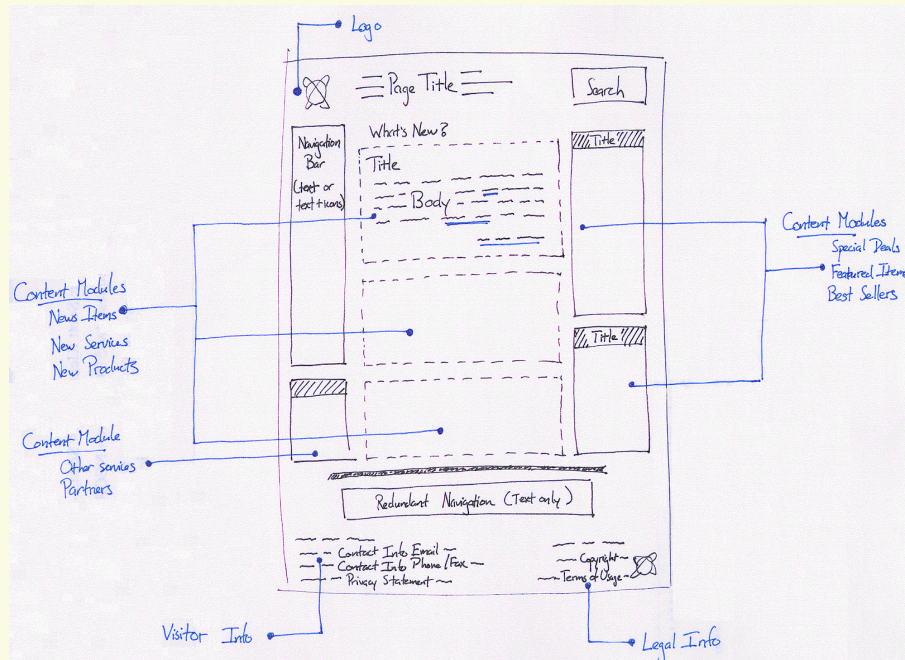 Logo
Page Title
Search
What's New?
Navigation
Bar
(text or
text + icons)
Title
Body
Title
Content Modules
Special Deals
Featured Items
Best Sellers
Content Modules
News Items
New Services
New Products
Title
Content Module
Other services
Partners
Redundant Navigation (Text only)
Contact Info Email
Contact Info Phone/Fax
Privacy Statement
Copyright
Terms of Usage
Visitor Info
Legal Info